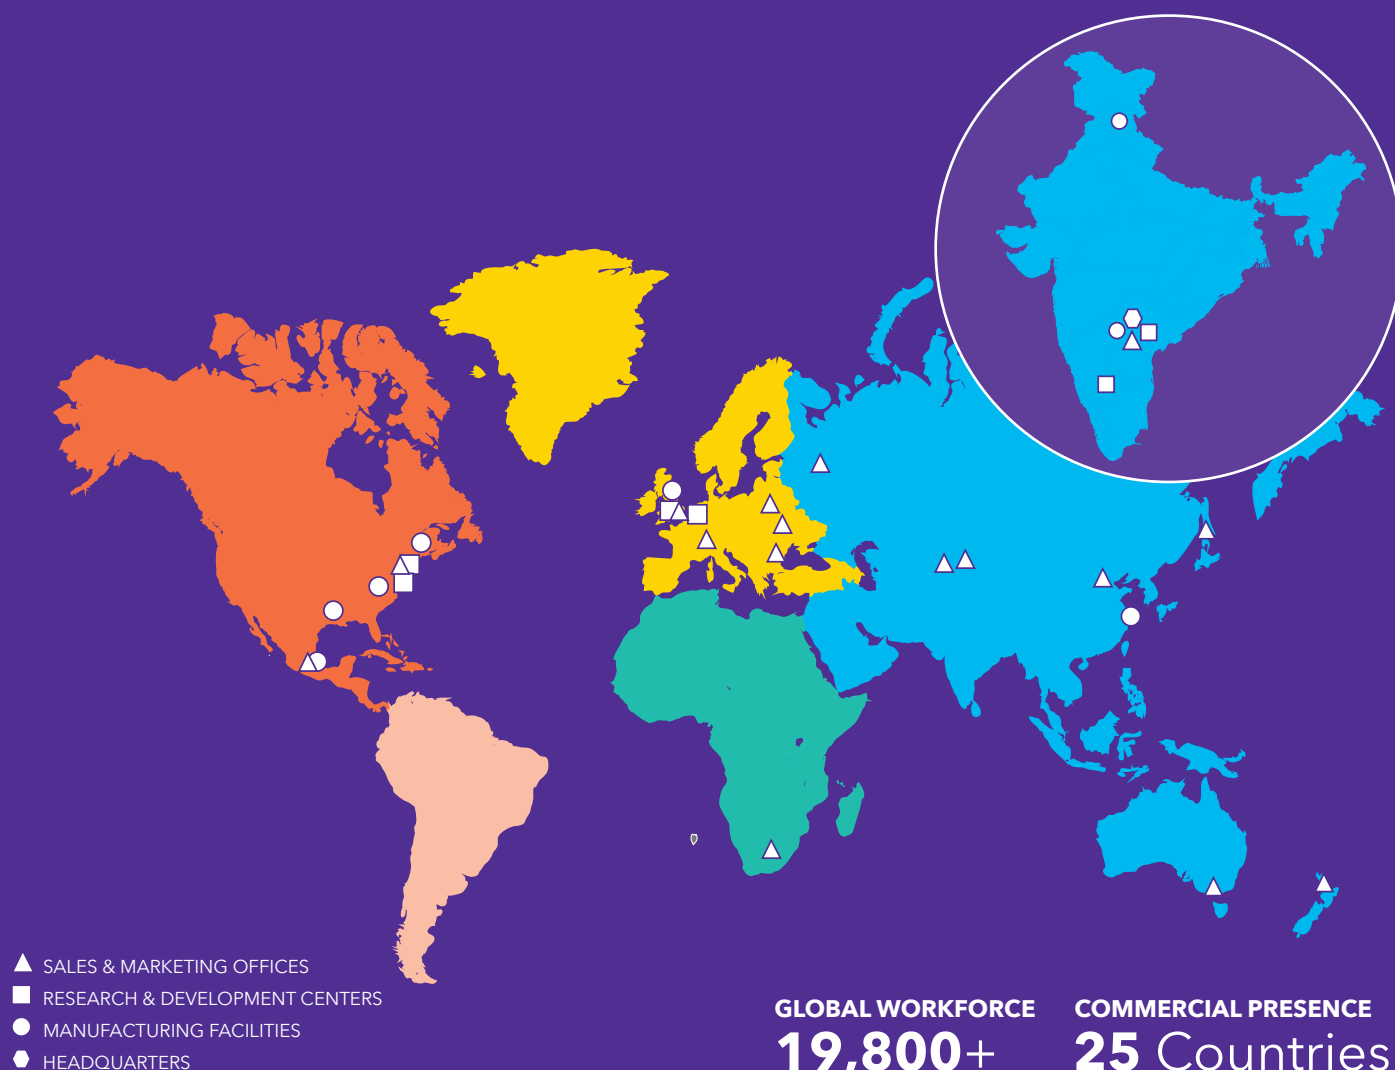 SALES & MARKETING OFFICES
RESEARCH & DEVELOPMENT CENTERS
MANUFACTURING FACILITIES
HEADQUARTERS
GLOBAL WORKFORCE
19,800+
COMMERCIAL PRESENCE
25 Countries